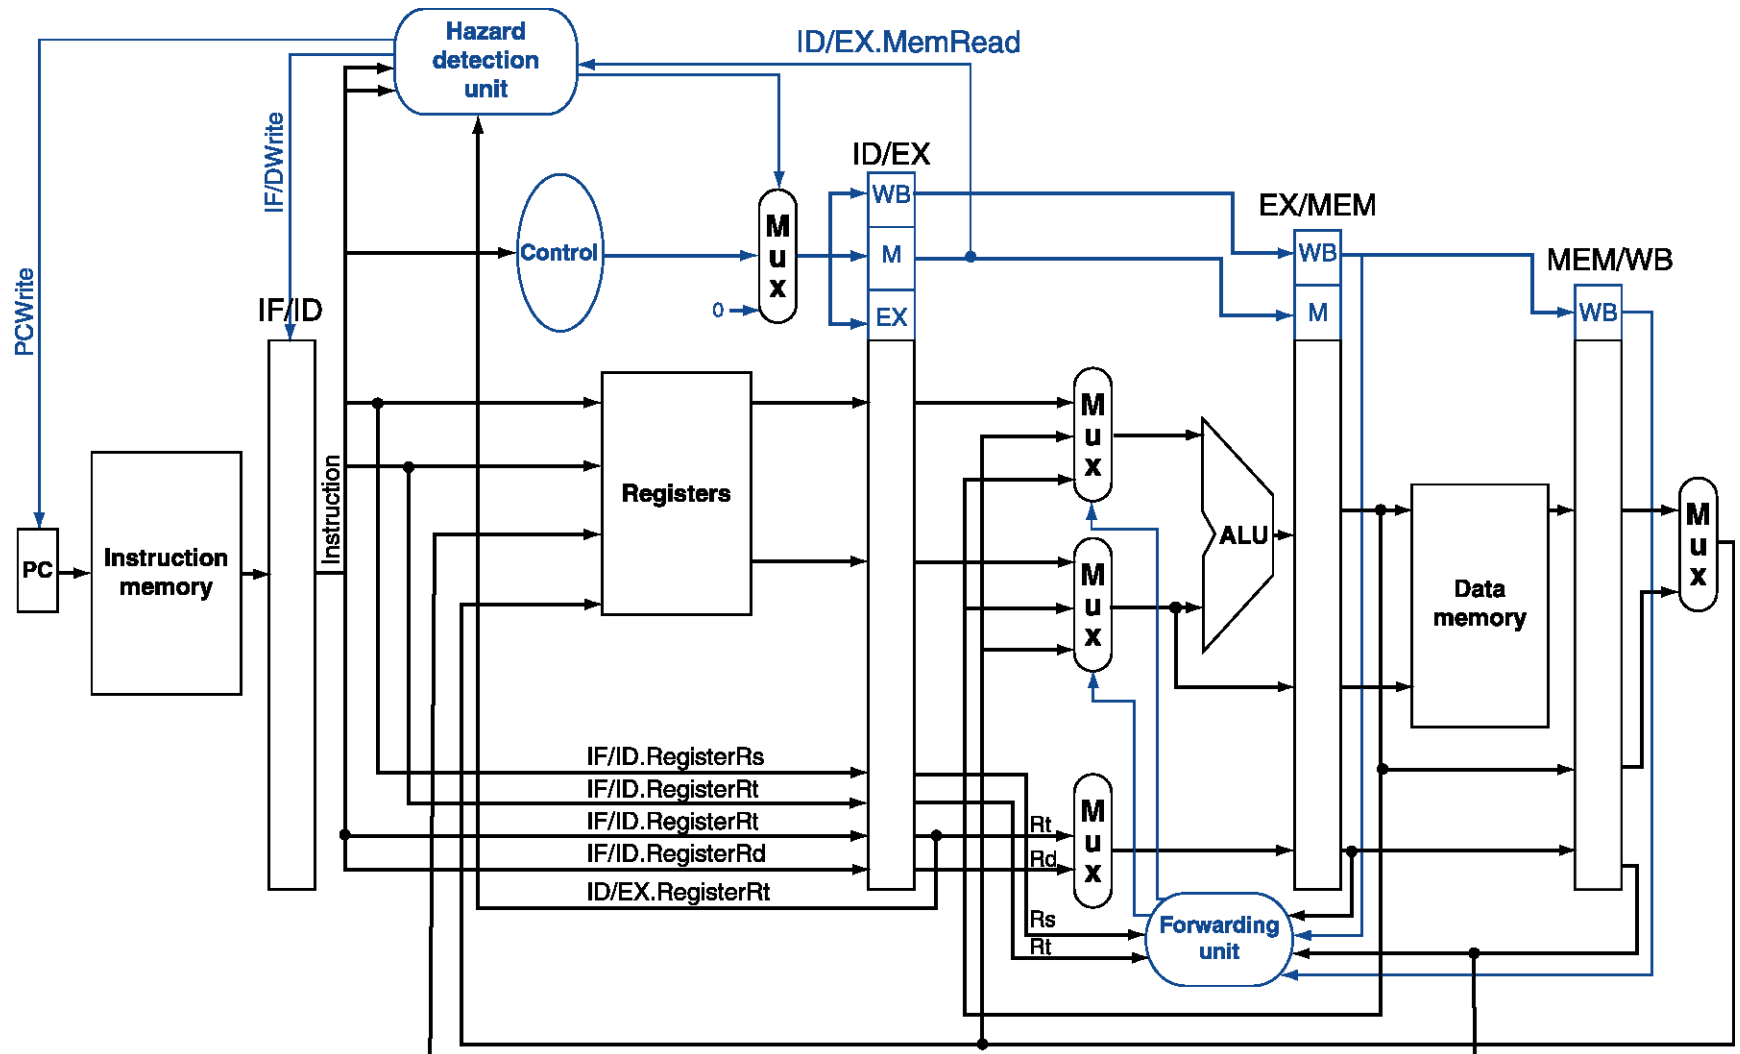 Hazard
detection
unit
ID/EX.MemRead
IF/DWrite
PCWrite
ID/EX
WB
M
EX
EX/MEM
WB
M
MEM/WB
WB
Control
M
u
x
0
IF/ID
Instruction
PC
Instruction
memory
Registers
M
u
x
M
u
x
ALU
Data
memory
M
u
x
IF/ID.RegisterRs
IF/ID.RegisterRt
IF/ID.RegisterRt
IF/ID.RegisterRd
ID/EX.RegisterRt
Rt
Rd
M
u
x
Rs
Rt
Forwarding
unit